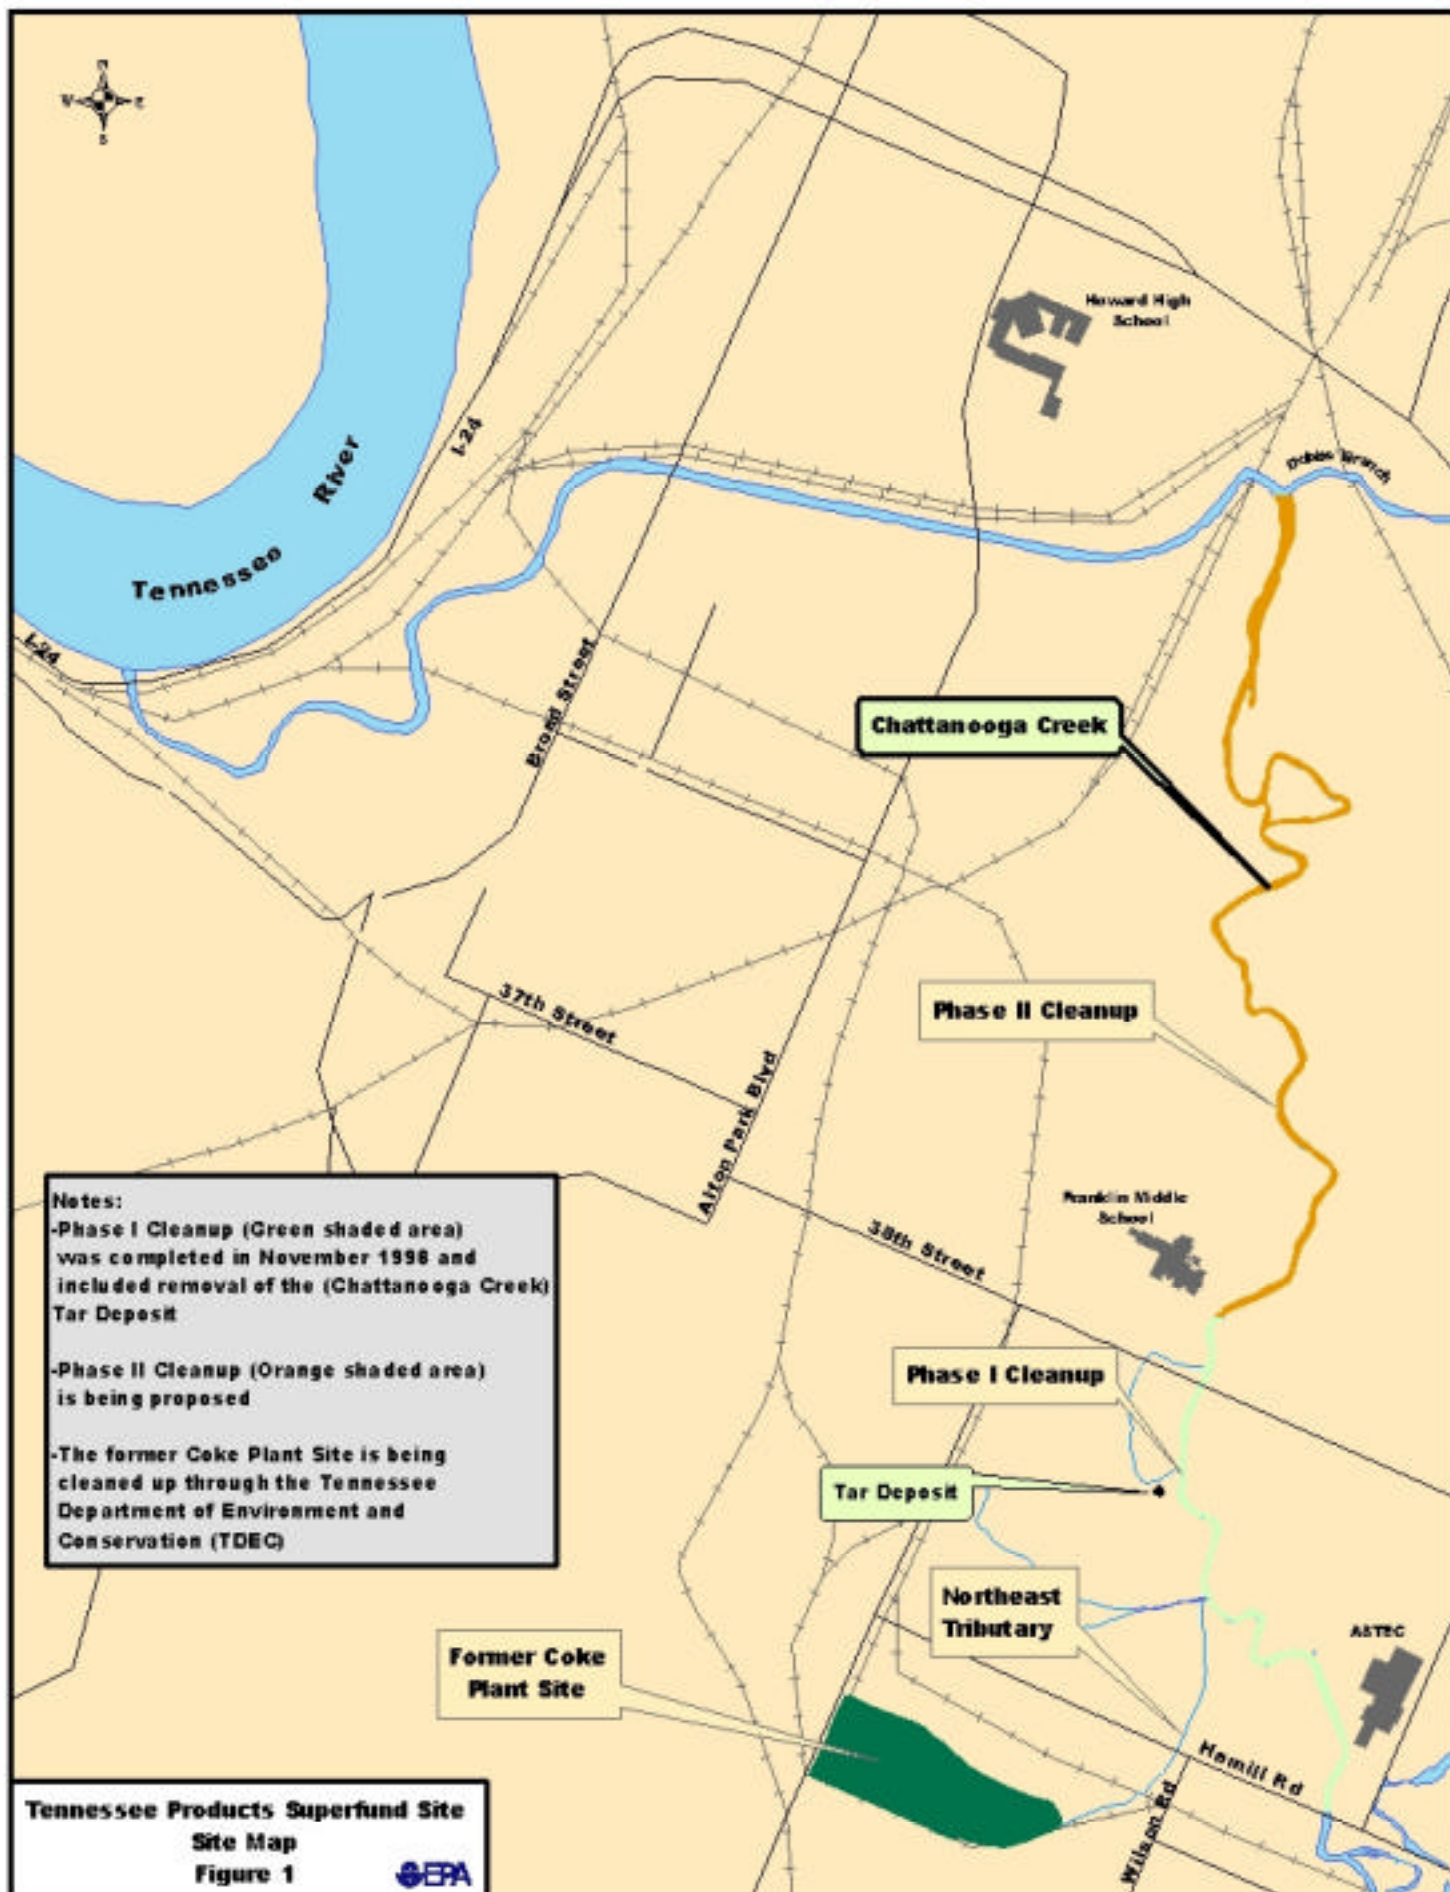 N
W E
S
Howard High
School
I-24
River
Tennessee
I-24
Dobbs Branch
Broad Street
Chattanooga Creek
37th Street
Phase II Cleanup
Alton Park Blvd
Franklin Middle
School
38th Street
Notes:
-Phase I Cleanup (Green shaded area)
was completed in November 1998 and
included removal of the (Chattanooga Creek)
Tar Deposit
-Phase II Cleanup (Orange shaded area)
is being proposed
-The former Coke Plant Site is being
cleaned up through the Tennessee
Department of Environment and
Conservation (TDEC)
Phase I Cleanup
Tar Deposit
Northeast
Tributary
ASTEC
Former Coke
Plant Site
Hamill Rd
Wilson Rd
Tennessee Products Superfund Site
Site Map
Figure 1
EPA